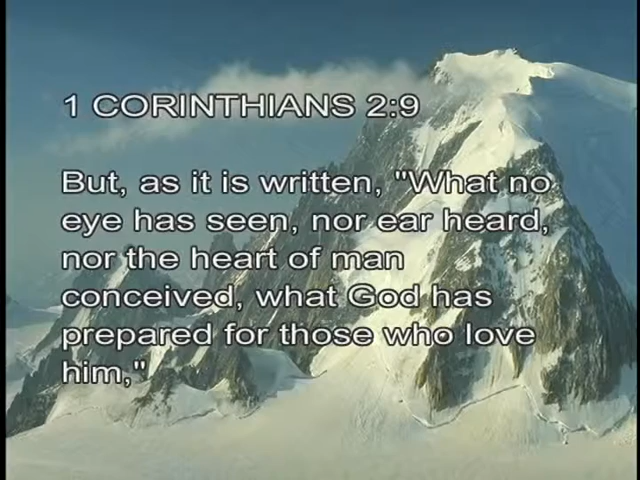 1 CORINTHIANS 2:9
But, as it is written, "What no
eye has seen, nor ear heard,
nor the heart of man
conceived, what God has
prepared for those who love
him,"